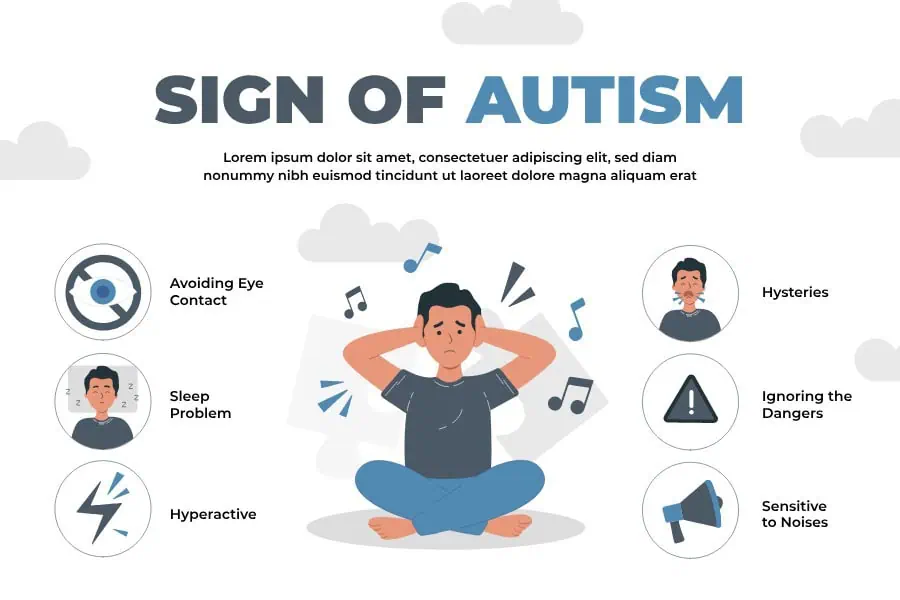 SIGN OF AUTISM
Lorem ipsum dolor sit amet, consectetuer adipiscing elit, sed diam
nonummy nibh euismod tincidunt ut laoreet dolore magna aliquam erat
Avoiding Eye
Contact
Sleep
Problem
z
z
z
z
z
Hyperactive
Hysteries
Ignoring the
Dangers
!
Sensitive
to Noises